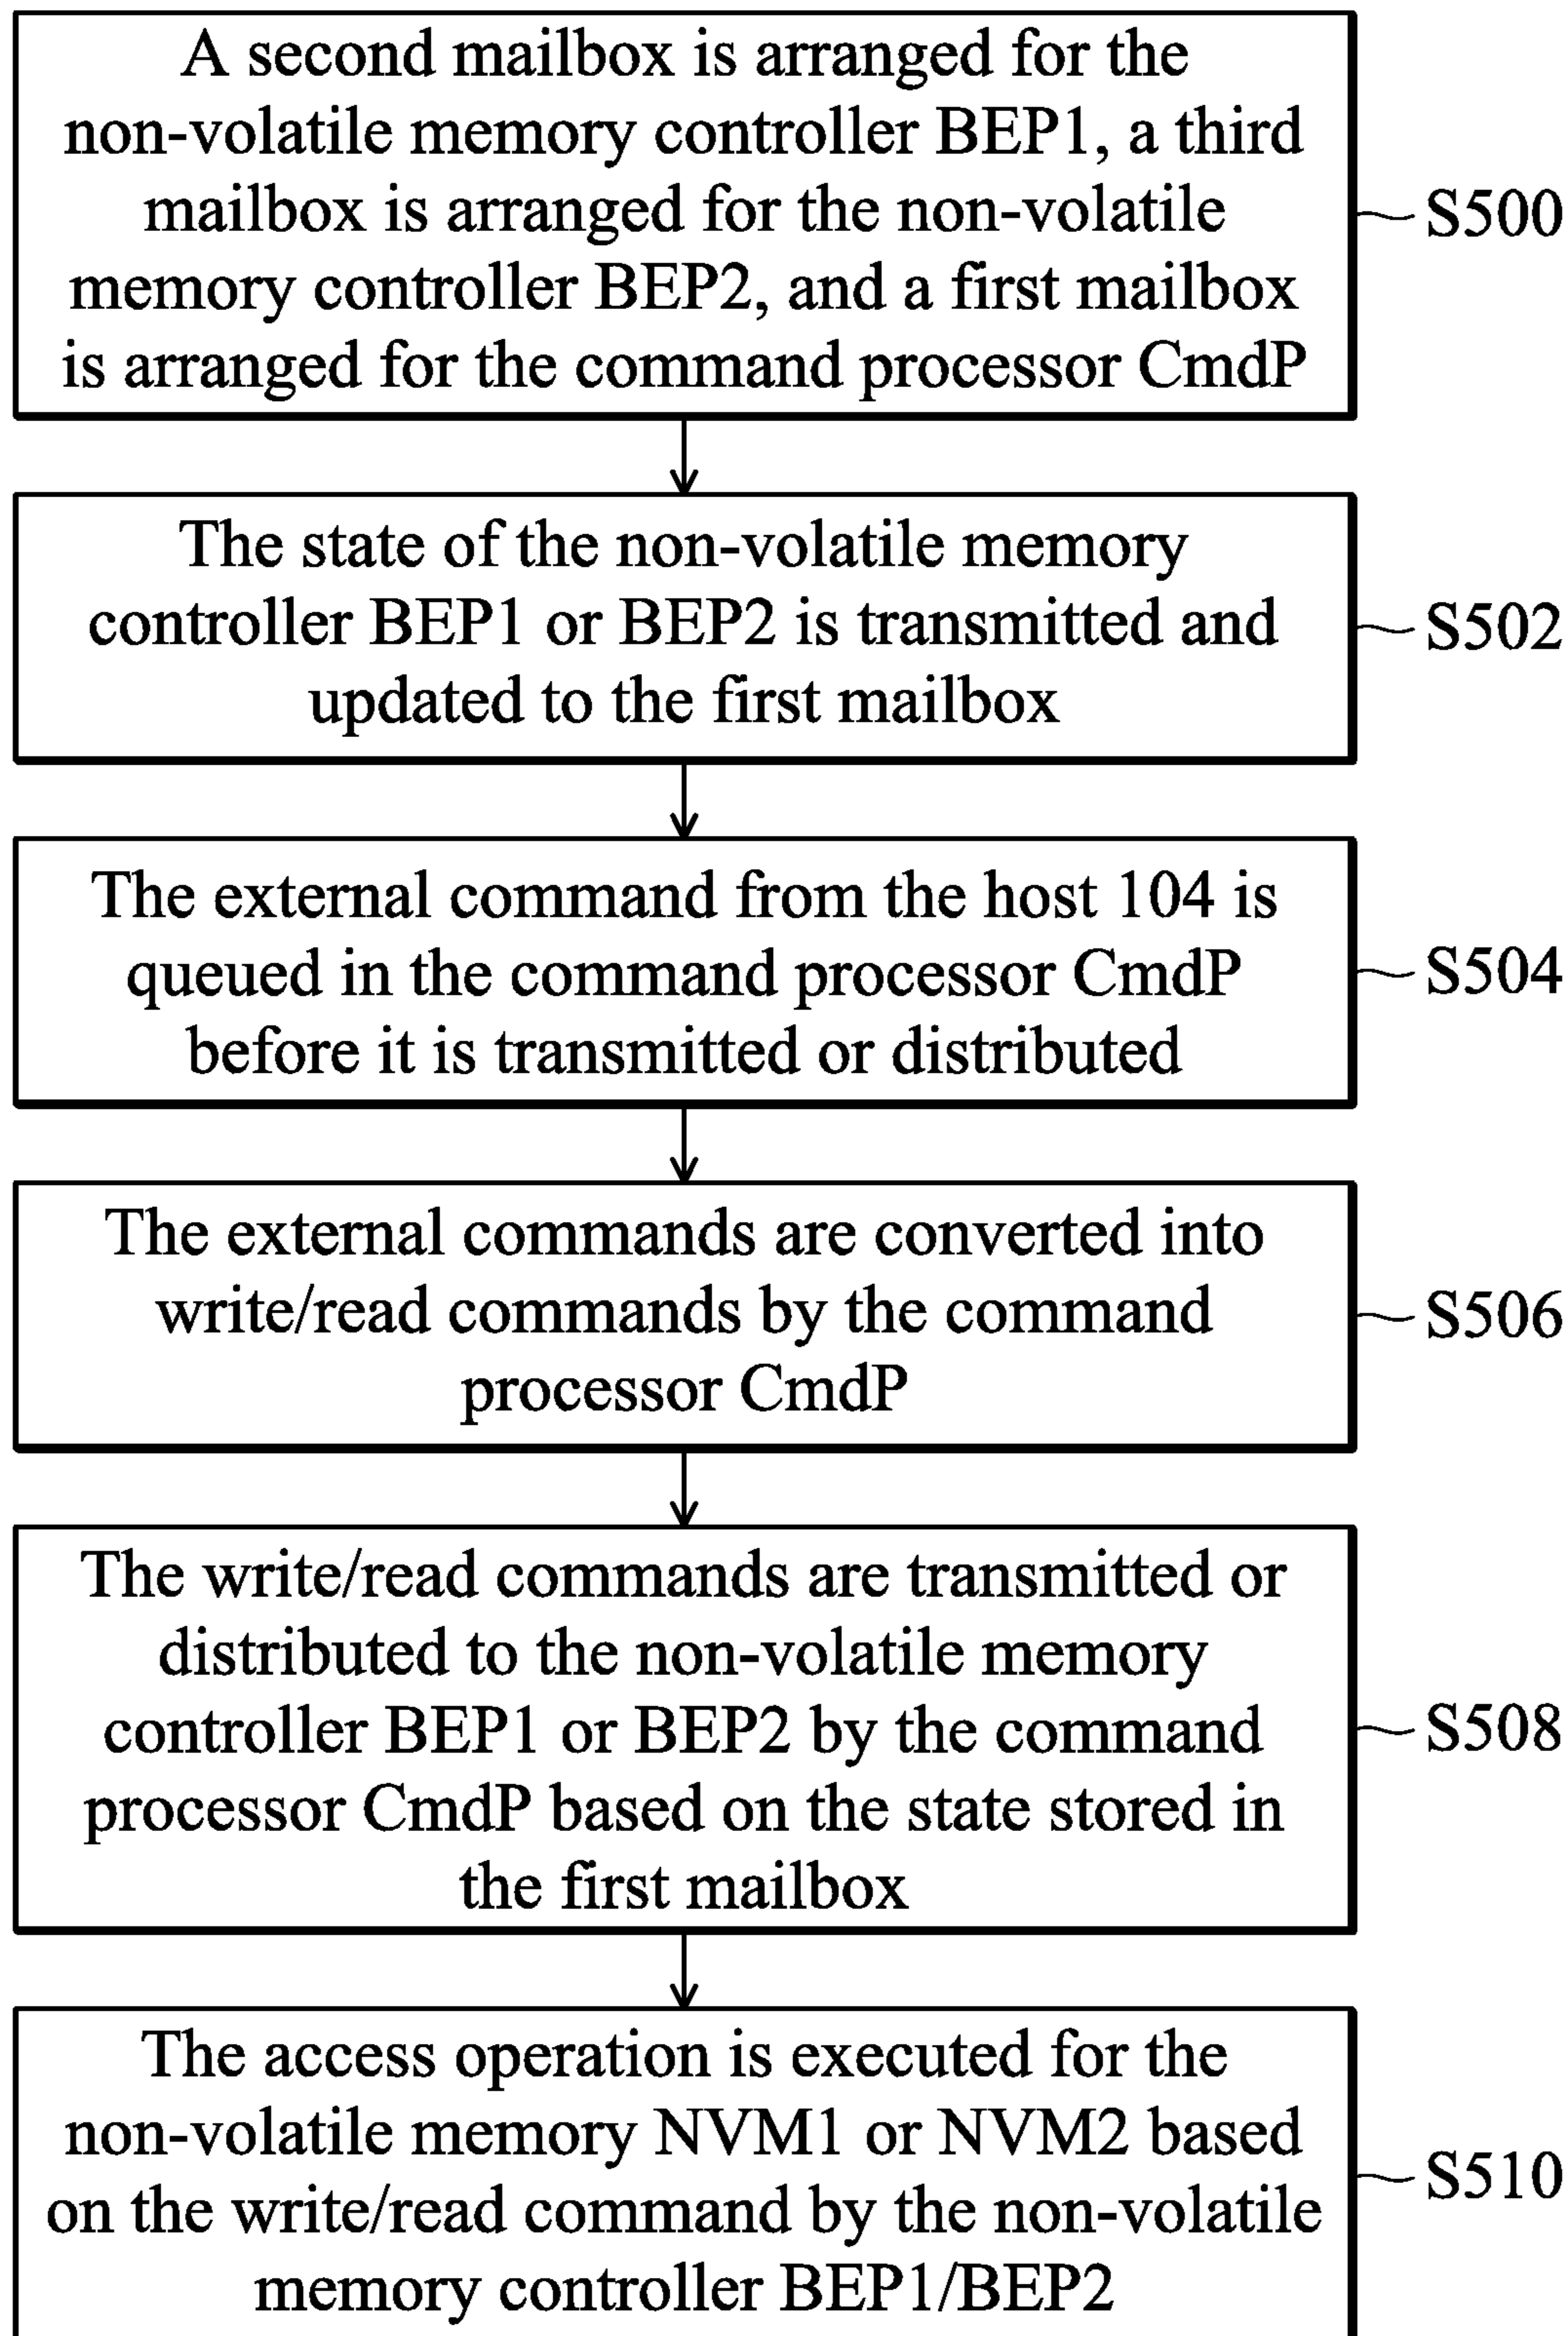 A second mailbox is arranged for the
non-volatile memory controller BEP1, a third
mailbox is arranged for the non-volatile
memory controller BEP2, and a first mailbox
is arranged for the command processor CmdP
S500
The state of the non-volatile memory
controller BEP1 or BEP2 is transmitted and
updated to the first mailbox
S502
The external command from the host 104 is
queued in the command processor CmdP
before it is transmitted or distributed
S504
The external commands are converted into
write/read commands by the command
processor CmdP
S506
The write/read commands are transmitted or
distributed to the non-volatile memory
controller BEP1 or BEP2 by the command
processor CmdP based on the state stored in
the first mailbox
S508
The access operation is executed for the
non-volatile memory NVM1 or NVM2 based
on the write/read command by the non-volatile
memory controller BEP1/BEP2
S510